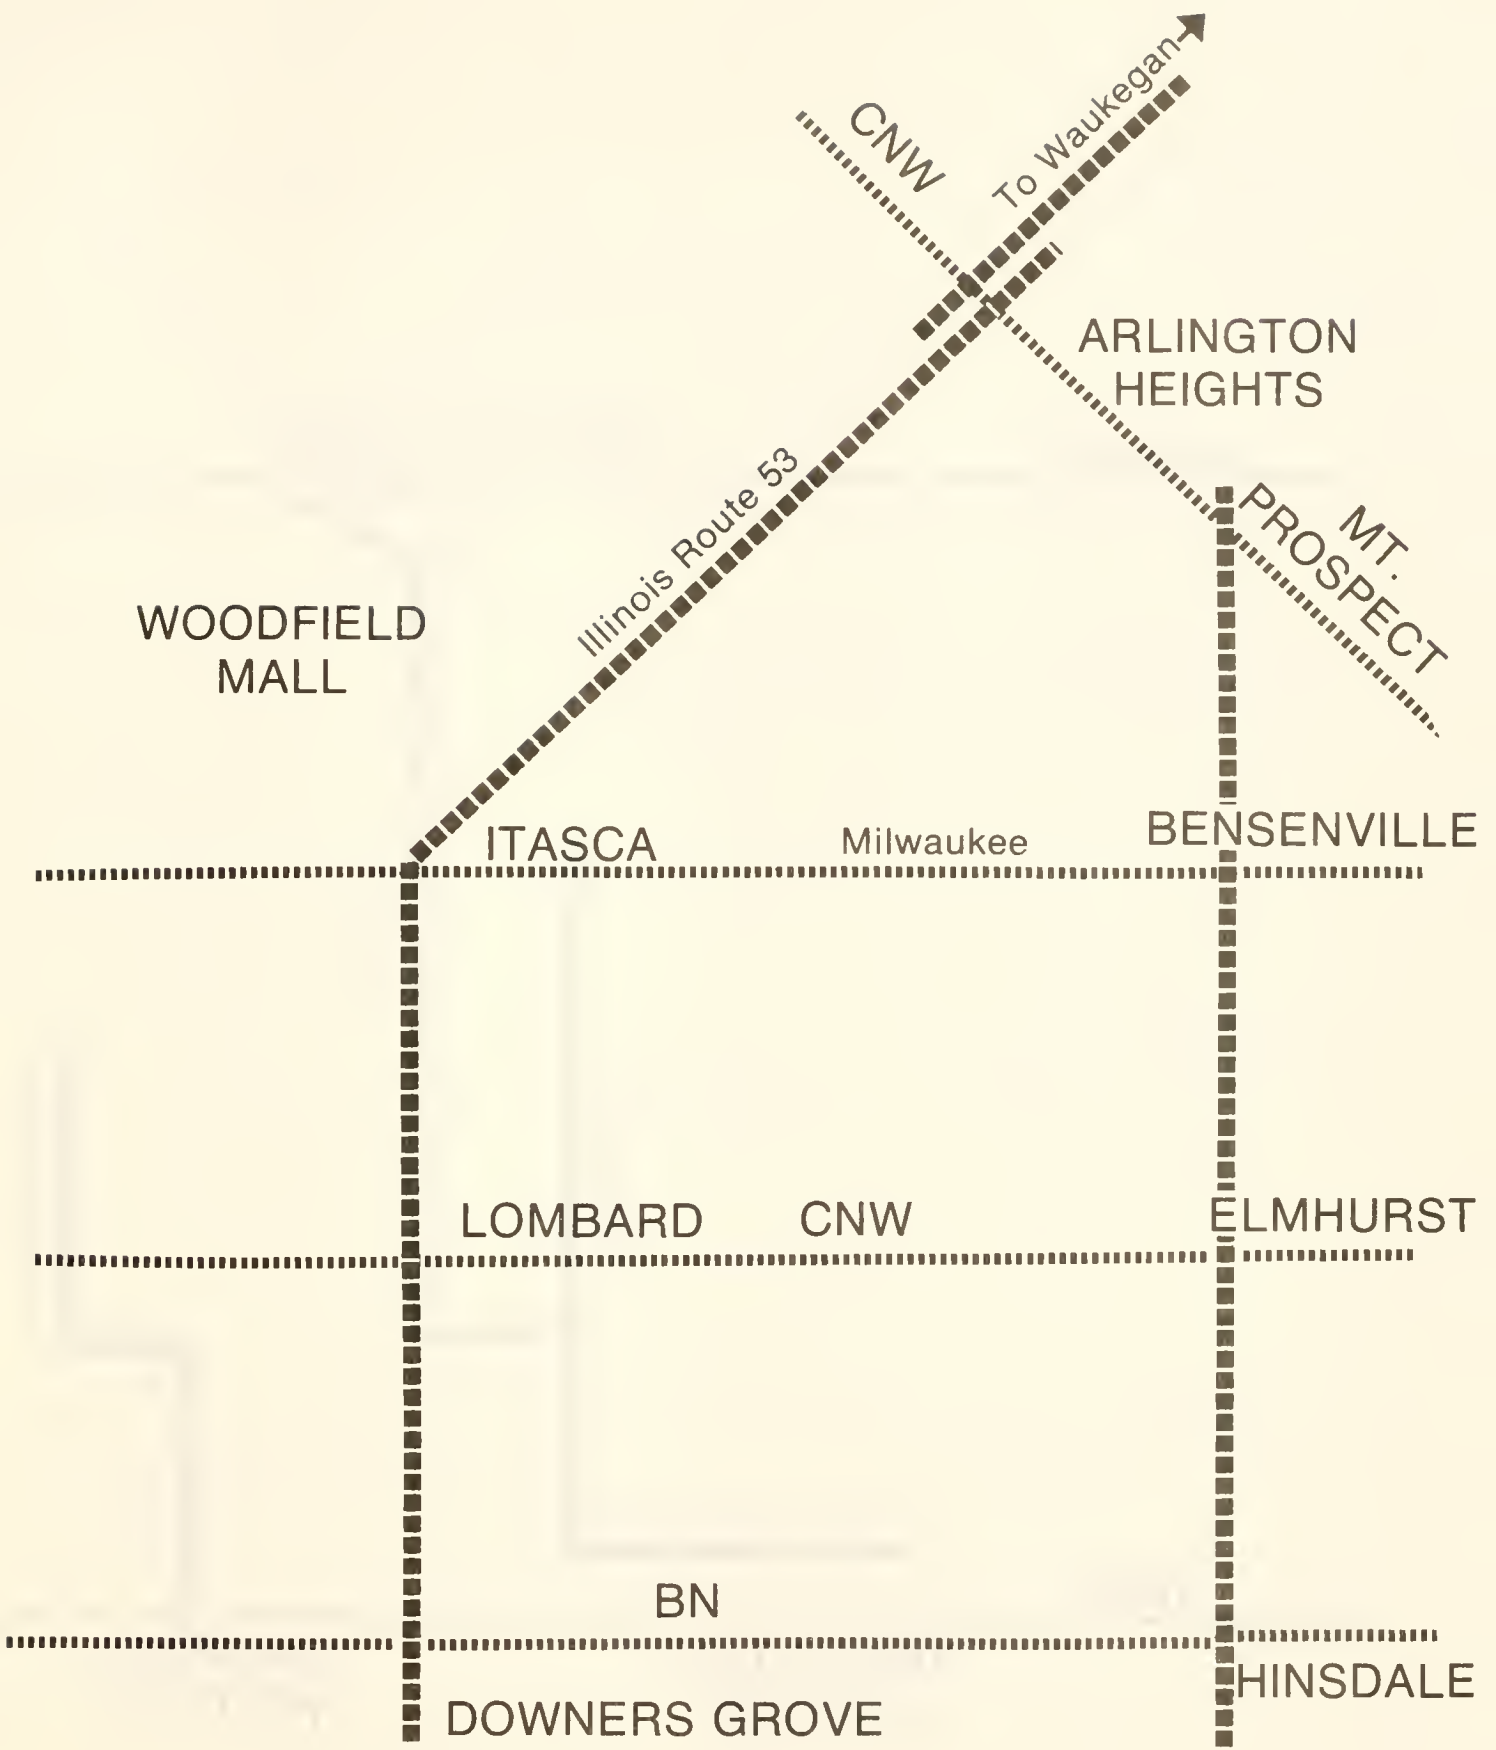 To Waukegan
CNW
ARLINGTON
HEIGHTS
Illinois Route 53
MT.
PROSPECT
WOODFIELD
MALL
ITASCA
Milwaukee
BENSENVILLE
LOMBARD
CNW
ELMHURST
BN
HINSDALE
DOWNERS GROVE